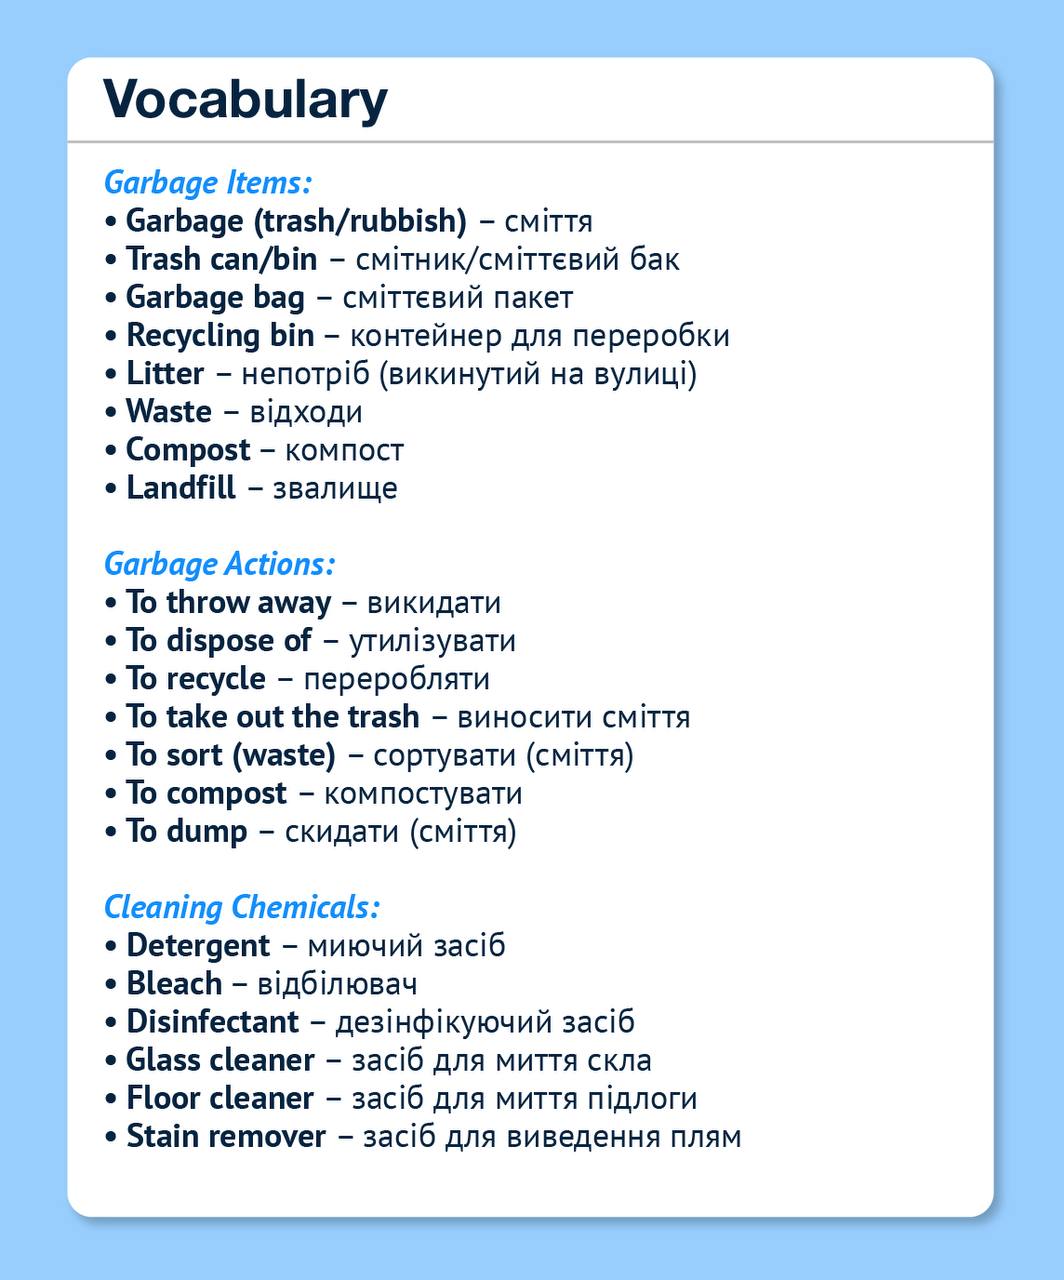 Vocabulary
Garbage Items:
• Garbage (trash/rubbish) – сміття
• Trash can/bin – смітник/сміттєвий бак
• Garbage bag – сміттєвий пакет
• Recycling bin – контейнер для переробки
• Litter – непотріб (викинутий на вулиці)
• Waste – відходи
• Compost – компост
• Landfill – звалище
Garbage Actions:
• To throw away – викидати
• To dispose of – утилізувати
• To recycle – переробляти
• To take out the trash – виносити сміття
• To sort (waste) – сортувати (сміття)
• To compost – компостувати
• To dump – скидати (сміття)
Cleaning Chemicals:
• Detergent – миючий засіб
• Bleach – відбілювач
• Disinfectant – дезінфікуючий засіб
• Glass cleaner – засіб для миття скла
• Floor cleaner – засіб для миття підлоги
• Stain remover – засіб для виведення плям